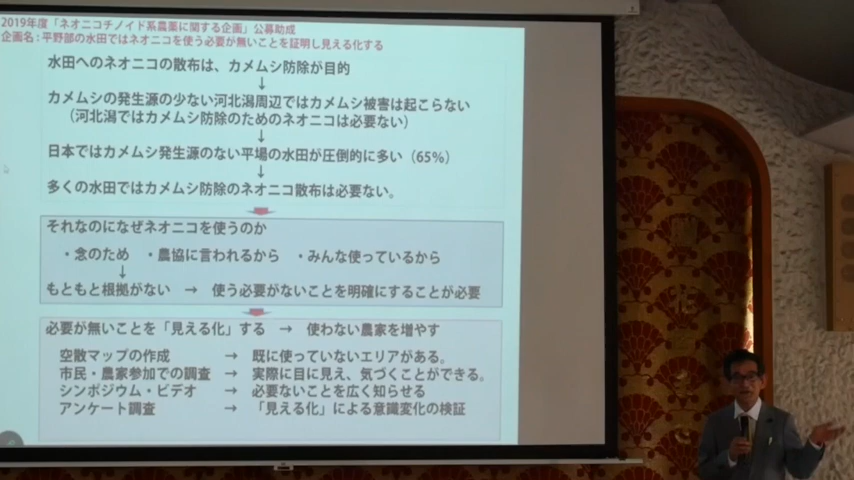 2019年度「ネオニコチノイド系農薬に関する企画」公募助成
企画名：平野部の水田ではネオニコを使う必要が無いことを証明し見える化する
水田へのネオニコの散布は、カメムシ防除が目的
↓
カメムシの発生源の少ない河北潟周辺ではカメムシ被害は起こらない
（河北潟ではカメムシ防除のためのネオニコは必要ない）
↓
日本ではカメムシ発生源のない平場の水田が圧倒的に多い（65%）
↓
多くの水田ではカメムシ防除のネオニコ散布は必要ない。
それなのになぜネオニコを使うのか
・念のため ・農協に言われるから ・みんな使っているから
↓
もともと根拠がない → 使う必要がないことを明確にすることが必要
必要が無いことを「見える化」する → 使わない農家を増やす
空散マップの作成 → 既に使っていないエリアがある。
市民・農家参加での調査 → 実際に目に見え、気づくことができる。
シンポジウム・ビデオ → 必要ないことを広く知らせる
アンケート調査 → 「見える化」による意識変化の検証